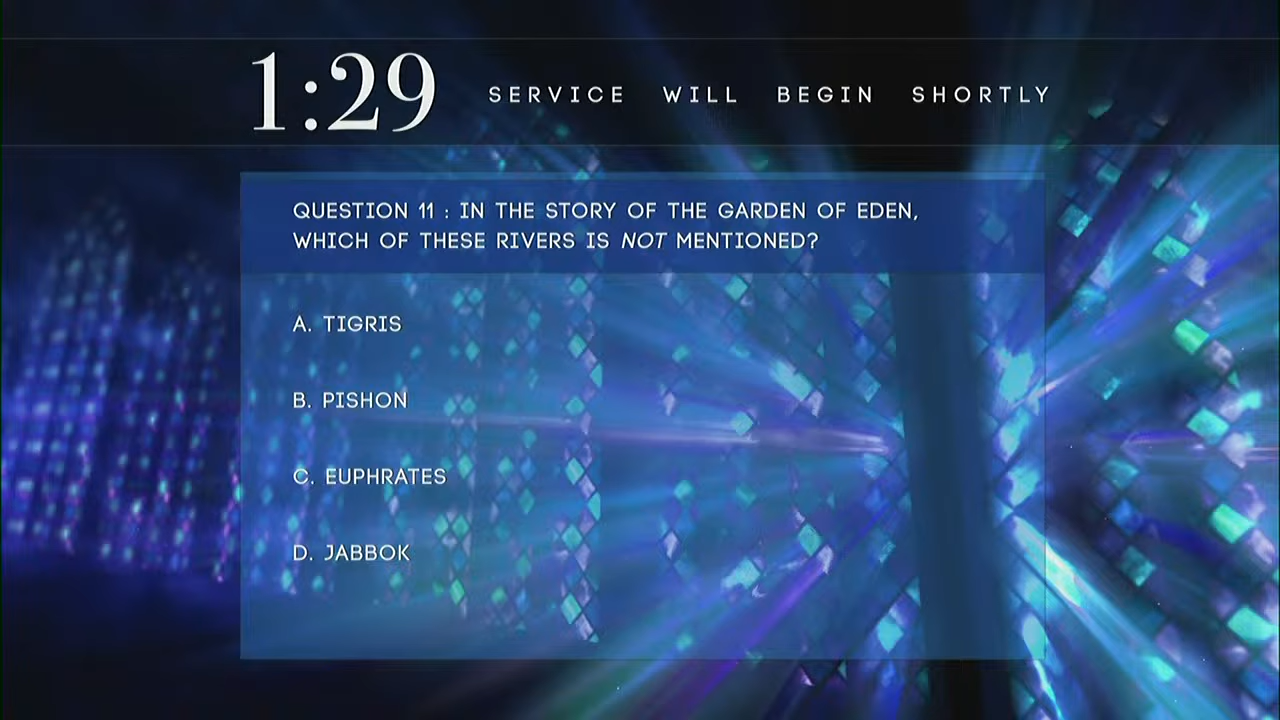 1:29 SERVICE WILL BEGIN SHORTLY
QUESTION 11 : IN THE STORY OF THE GARDEN OF EDEN,
WHICH OF THESE RIVERS IS NOT MENTIONED?
A. TIGRIS
B. PISHON
C. EUPHRATES
D. JABBOK